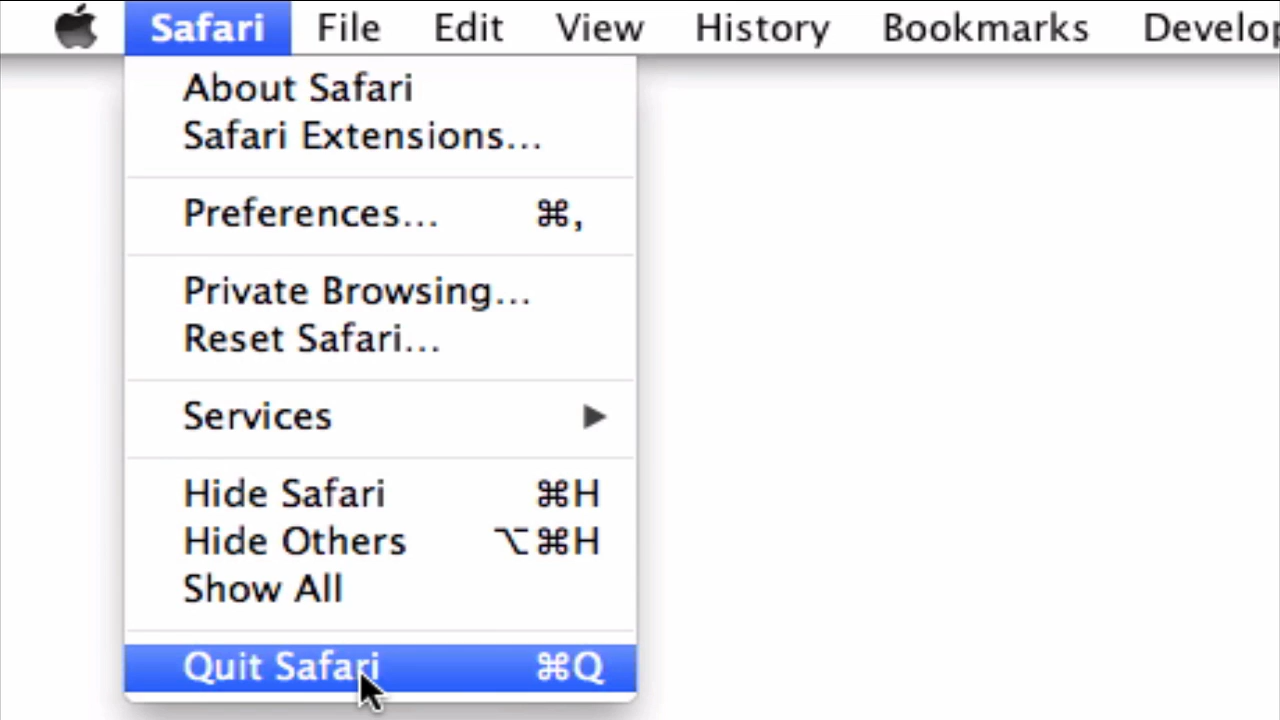 Safari File Edit View History Bookmarks
About Safari
Safari Extensions...
Preferences... ⌘,
Private Browsing...
Reset Safari...
Services ▶
Hide Safari ⌘H
Hide Others ⌥⌘H
Show All
Quit Safari ⌘Q